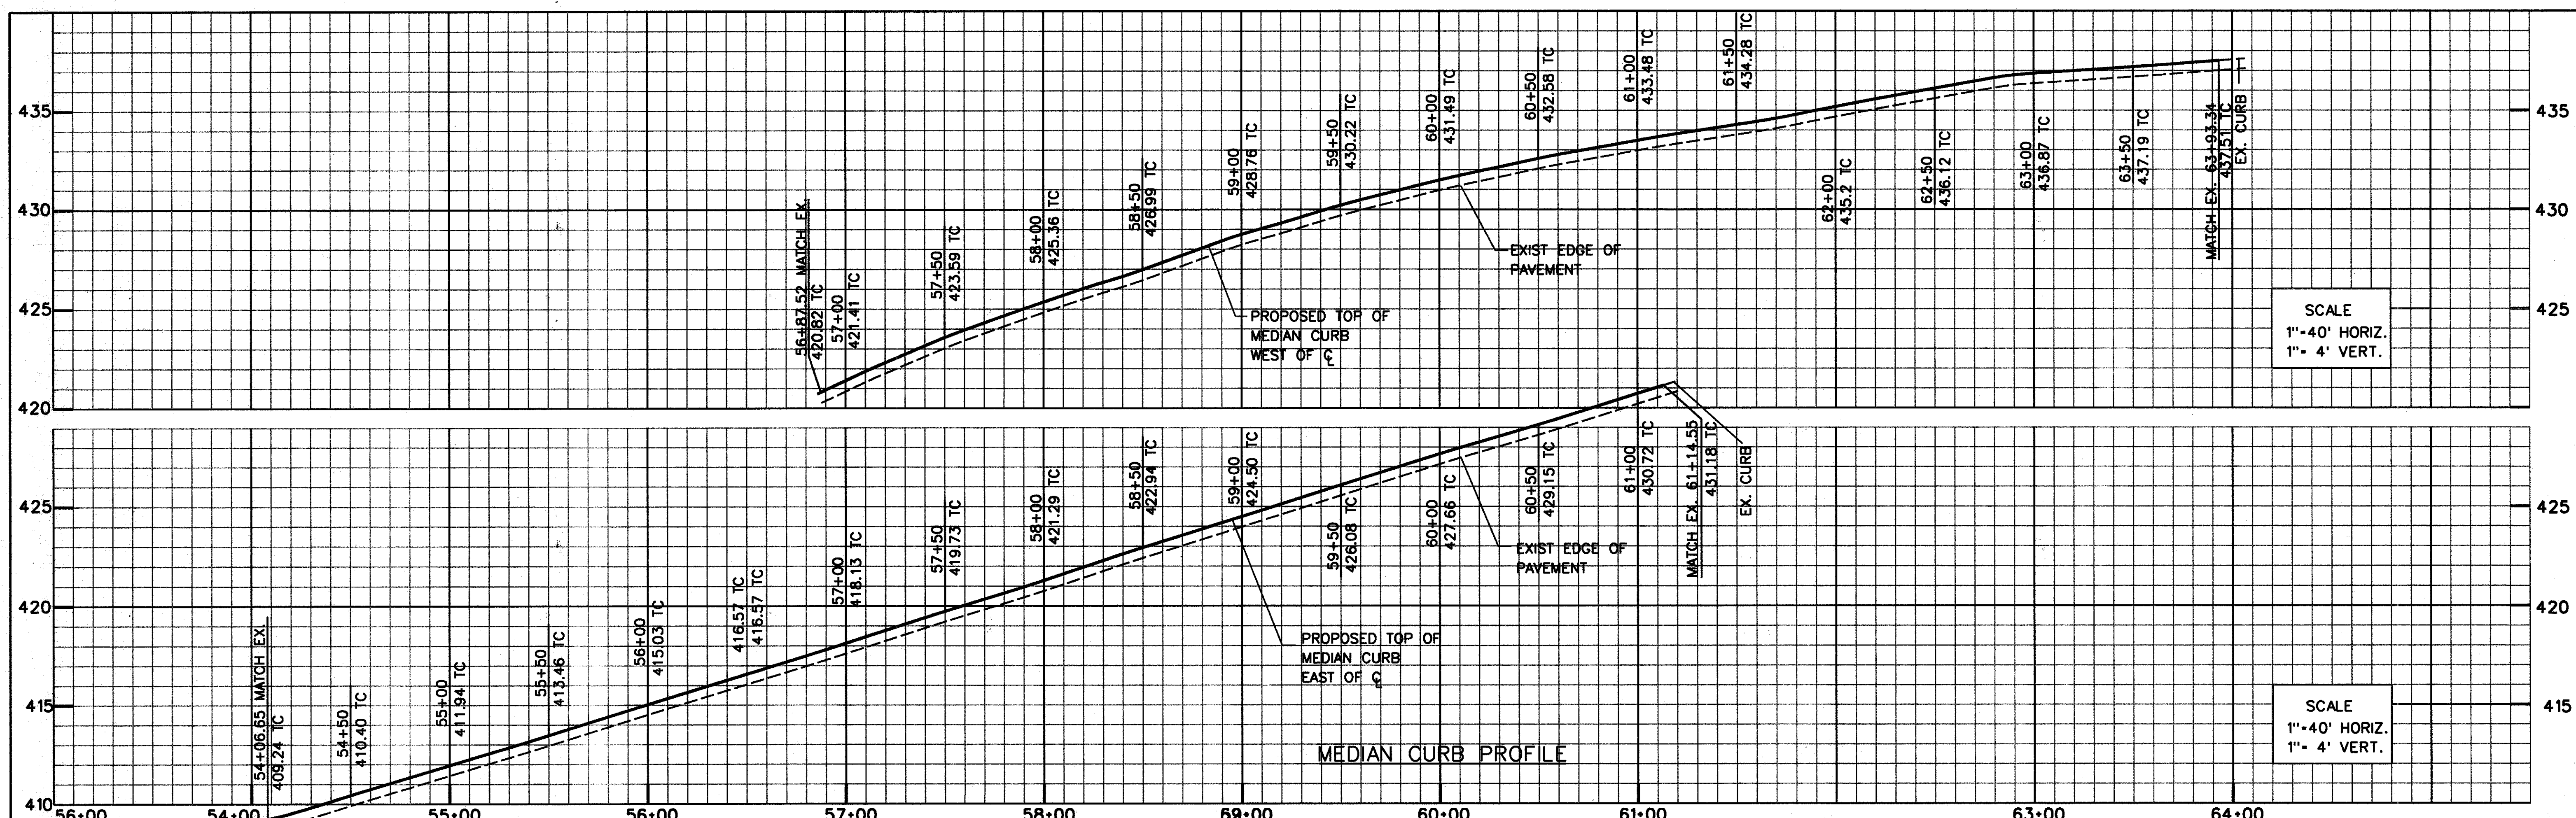 435
430
425
420
56+87.52 MATCH EX.
420.82 TC
57+00
421.41 TC
57+50
423.59 TC
58+00
425.36 TC
58+50
426.99 TC
59+00
428.76 TC
59+50
430.22 TC
60+00
431.49 TC
60+50
432.58 TC
61+00
433.48 TC
61+50
434.28 TC
62+00
435.2 TC
62+50
436.12 TC
63+00
436.87 TC
63+50
437.19 TC
MATCH EX. 63+93.34
437.51 TC
EX. CURB
EXIST EDGE OF
PAVEMENT
PROPOSED TOP OF
MEDIAN CURB
WEST OF ℄
435
430
425
SCALE
1"=40' HORIZ.
1"= 4' VERT.
425
420
415
410
54+06.65 MATCH EX.
409.24 TC
54+50
410.40 TC
55+00
411.94 TC
55+50
413.46 TC
56+00
415.03 TC
416.57 TC
416.57 TC
57+00
418.13 TC
57+50
419.73 TC
58+00
421.29 TC
58+50
422.94 TC
59+00
424.50 TC
59+50
426.08 TC
60+00
427.66 TC
60+50
429.15 TC
61+00
430.72 TC
MATCH EX. 61+14.55
431.18 TC
EX. CURB
EXIST EDGE OF
PAVEMENT
PROPOSED TOP OF
MEDIAN CURB
EAST OF ℄
425
420
415
SCALE
1"=40' HORIZ.
1"= 4' VERT.
MEDIAN CURB PROFILE
56+00 54+00 55+00 56+00 57+00 58+00 69+00 60+00 61+00 63+00 64+00